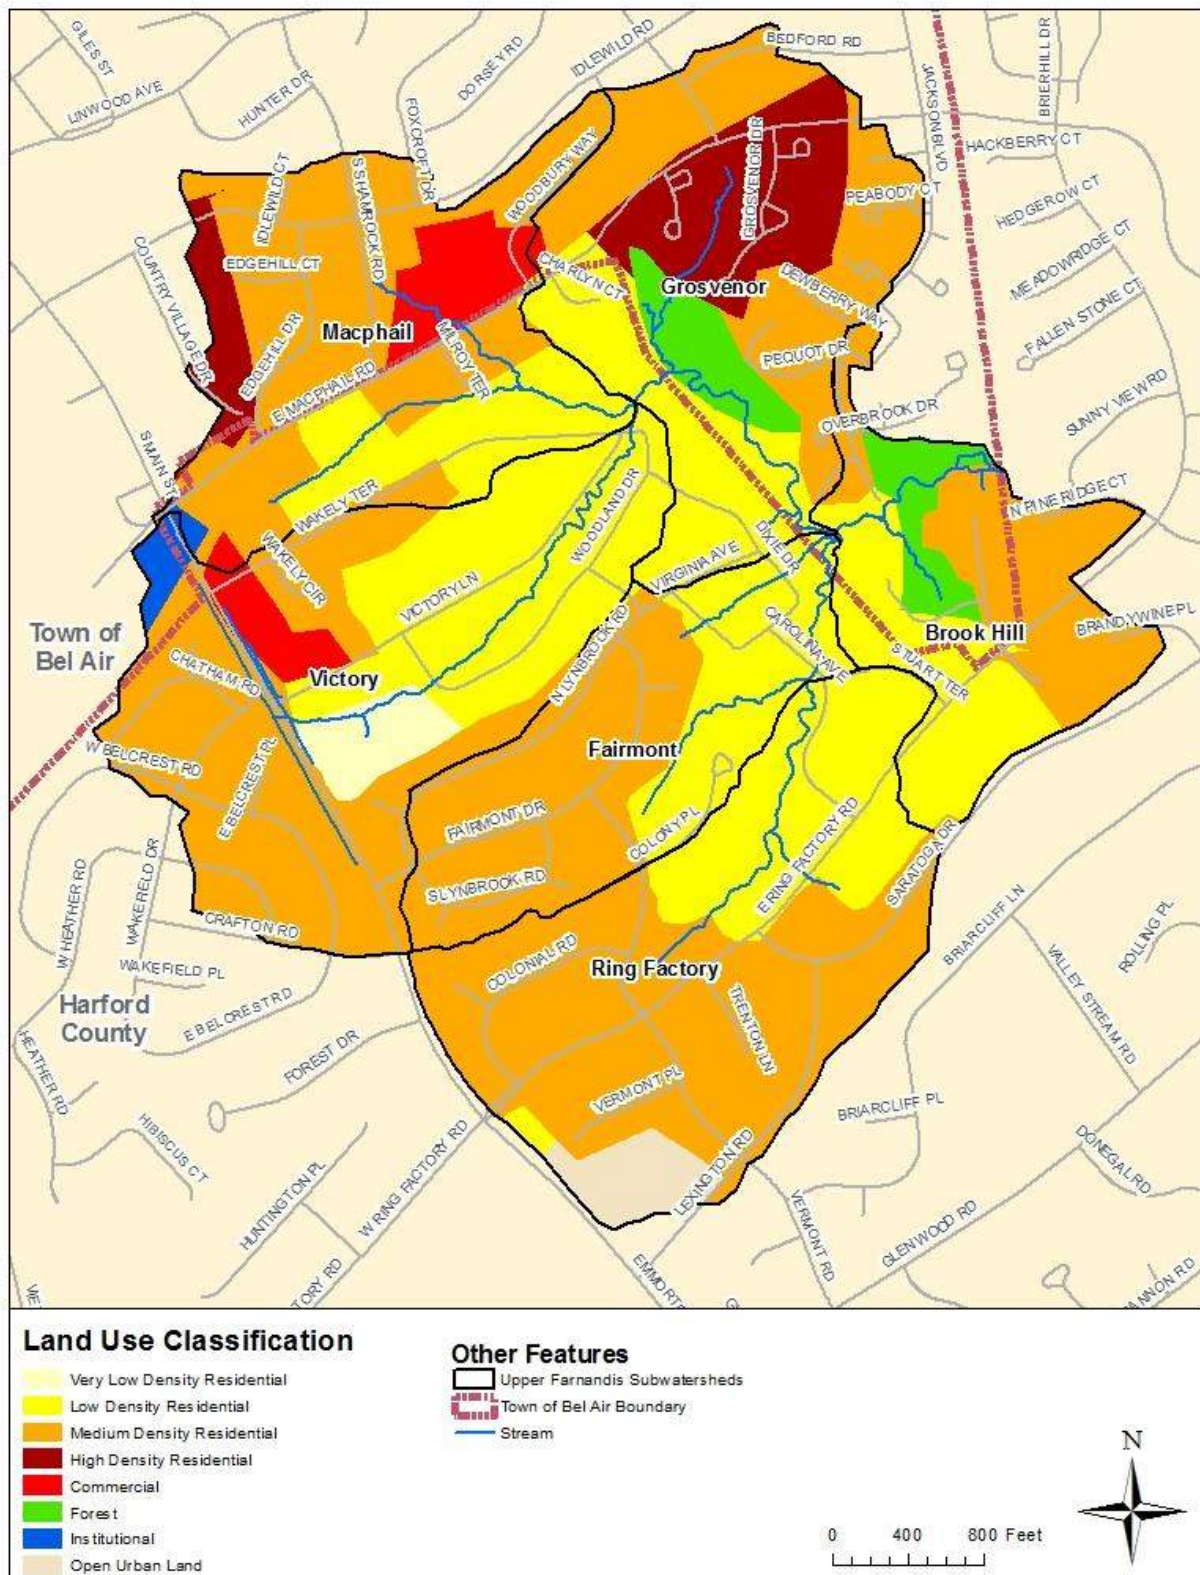 GILES ST
LINWOOD AVE
HUNTER DR
DORSEY RD
IDLEWILD RD
BEDFORD RD
BRIERHILL DR
JACKSON BLVD
FOXCROFT DR
HACKBERRY CT
WOODBURY WAY
GROSVENOR DR
IDLEWILD CT
S SHAMROCK RD
PEABODY CT
HEDGEROW CT
MEADOWRIDGE CT
COUNTRY VILLAGE DR
EDGEHILL CT
CHARLYN CT
Grosvenor
DEWBERRY WAY
FALLEN STONE CT
Macphail
EDGEHILL DR
MILROY TER
PEQUOT DR
E MACPHAIL RD
OVERBROOK DR
SUNNY VIEW RD
S MAIN ST
WAKELY TER
WOODLAND DR
N PINE RIDGE CT
WAKELY CIR
DIXIE DR
VIRGINIA AVE
VICTORY LN
CAROLINA AVE
BRANDYWINE PL
Town of
Bel Air
Brook Hill
N LYNBROOK RD
STUART TER
CHATHAM RD
Victory
W BELCREST RD
Fairmont
E BELCREST PL
FAIRMONT DR
COLONY PL
E RING FACTORY RD
SARATOGA DR
S LYNBROOK RD
W HEATHER RD
WAKEFIELD DR
CRAFTON RD
BRIARCLIFF LN
ROLLING PL
WAKEFIELD PL
COLONIAL RD
Ring Factory
VALLEY STREAM RD
Harford
County
E BELCREST RD
TRENTON LN
HEATHER RD
FOREST DR
VERMONT PL
BRIARCLIFF PL
HIBISCUS CT
DONEGAL RD
LEXINGTON RD
HUNTINGTON PL
W RING FACTORY RD
VERMONT RD
GLENWOOD RD
TORY RD
EMMORT
ANNON RD
Land Use Classification
Very Low Density Residential
Low Density Residential
Medium Density Residential
High Density Residential
Commercial
Forest
Institutional
Open Urban Land
Other Features
Upper Farnandis Subwatersheds
Town of Bel Air Boundary
Stream
N
0 400 800 Feet